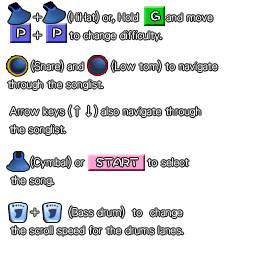 + (HiHat) or, Hold G and move
P + P to change difficulty.
(Snare) and (Low tom) to navigate
through the songlist.
Arrow keys (↑ ↓) also navigate through
the songlist.
(Cymbal) or START to select
the song.
+ (Bass drum) to change
the scroll speed for the drums lanes.